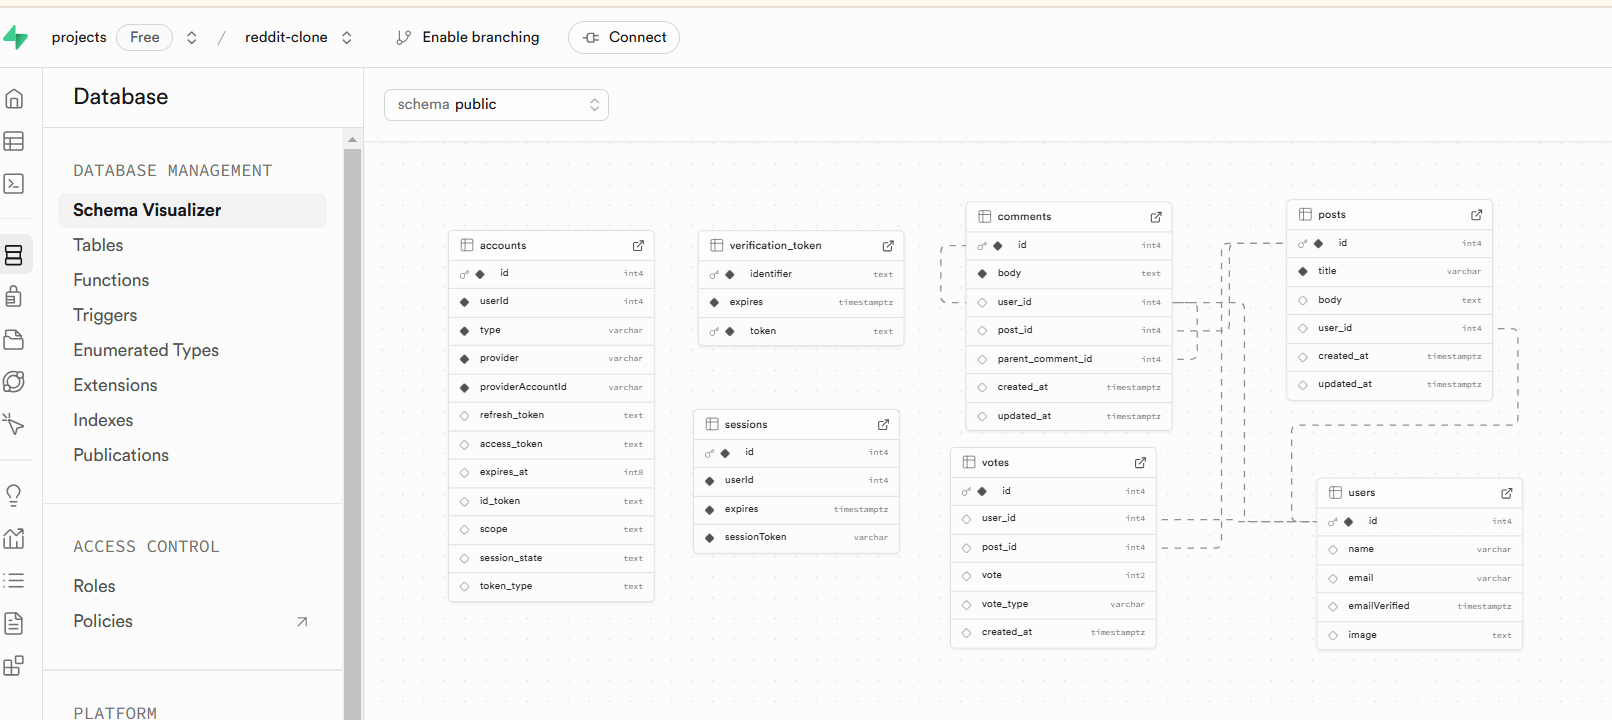 projects Free / reddit-clone Enable branching Connect
Database
DATABASE MANAGEMENT
Schema Visualizer
Tables
Functions
Triggers
Enumerated Types
Extensions
Indexes
Publications
ACCESS CONTROL
Roles
Policies
PLATFORM
schema public
accounts
id int4
userId int4
type varchar
provider varchar
providerAccountId varchar
refresh_token text
access_token text
expires_at int8
id_token text
scope text
session_state text
token_type text
verification_token
identifier text
expires timestamptz
token text
sessions
id int4
userId int4
expires timestamptz
sessionToken varchar
comments
id int4
body text
user_id int4
post_id int4
parent_comment_id int4
created_at timestamptz
updated_at timestamptz
votes
id int4
user_id int4
post_id int4
vote int2
vote_type varchar
created_at timestamptz
posts
id int4
title varchar
body text
user_id int4
created_at timestamptz
updated_at timestamptz
users
id int4
name varchar
email varchar
emailVerified timestamptz
image text